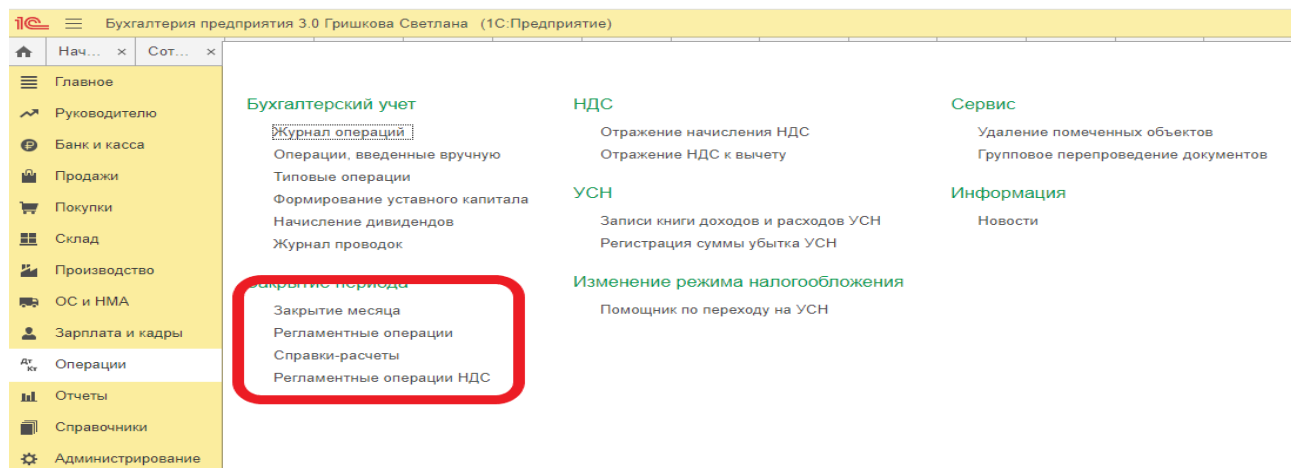 1С Бухгалтерия предприятия 3.0 Гришкова Светлана (1С:Предприятие)
Нач... × Сот... ×
Главное
Руководителю
Банк и касса
Продажи
Покупки
Склад
Производство
ОС и НМА
Зарплата и кадры
Дт Кт Операции
Отчеты
Справочники
Администрирование
Бухгалтерский учет
Журнал операций
Операции, введенные вручную
Типовые операции
Формирование уставного капитала
Начисление дивидендов
Журнал проводок
Закрытие периода
Закрытие месяца
Регламентные операции
Справки-расчеты
Регламентные операции НДС
НДС
Отражение начисления НДС
Отражение НДС к вычету
УСН
Записи книги доходов и расходов УСН
Регистрация суммы убытка УСН
Изменение режима налогообложения
Помощник по переходу на УСН
Сервис
Удаление помеченных объектов
Групповое перепроведение документов
Информация
Новости